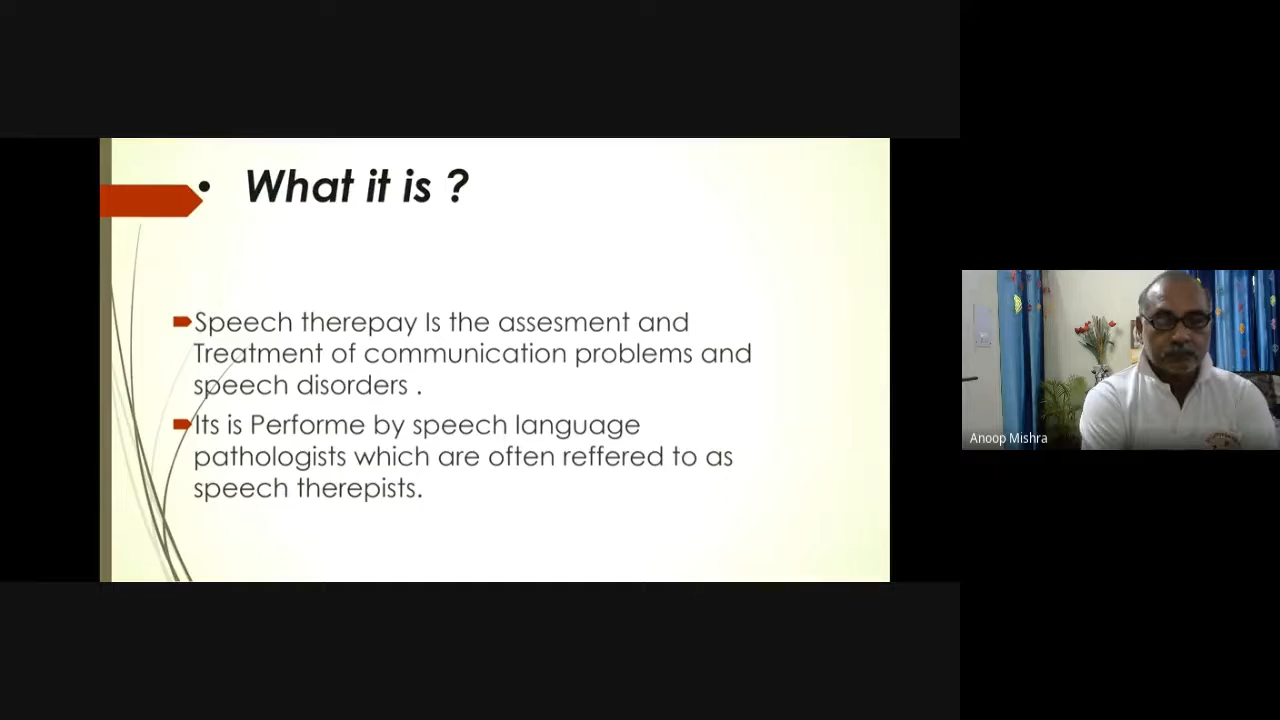 • What it is ?
Speech therepay Is the assesment and
Treatment of communication problems and
speech disorders .
Its is Performe by speech language
pathologists which are often reffered to as
speech therepists.
Anoop Mishra